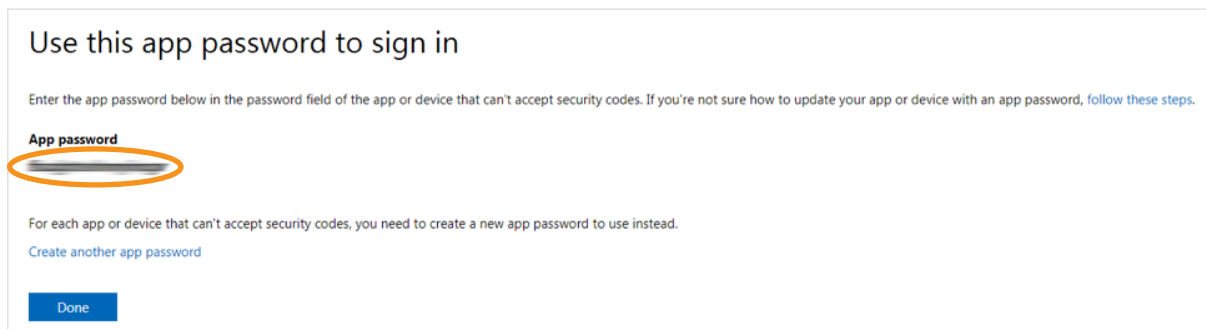 Use this app password to sign in
Enter the app password below in the password field of the app or device that can't accept security codes. If you're not sure how to update your app or device with an app password, follow these steps.
App password
For each app or device that can't accept security codes, you need to create a new app password to use instead.
Create another app password
Done